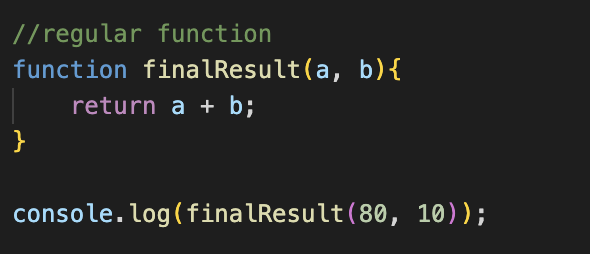 //regular function
function finalResult(a, b){
    return a + b;
}
console.log(finalResult(80, 10));